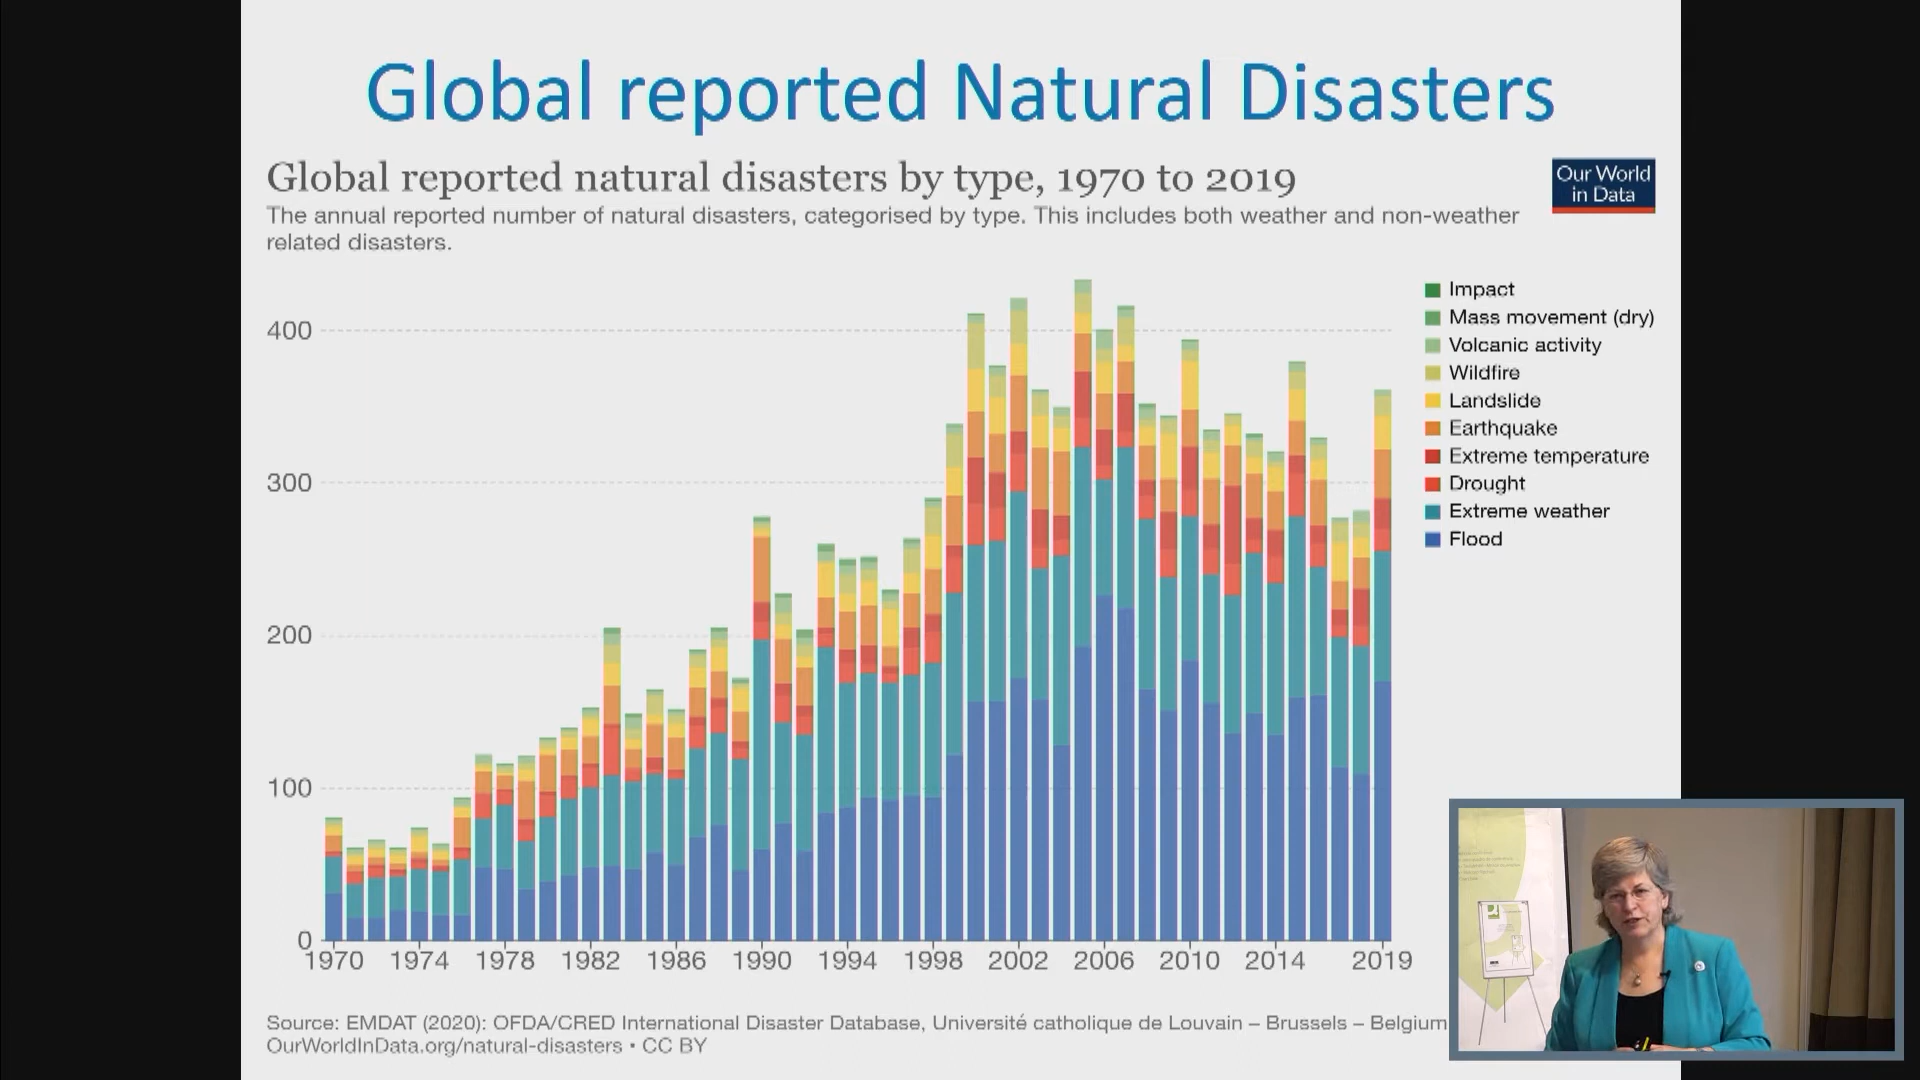 Global reported Natural Disasters
Global reported natural disasters by type, 1970 to 2019
Our World
in Data
The annual reported number of natural disasters, categorised by type. This includes both weather and non-weather
related disasters.
Impact
Mass movement (dry)
Volcanic activity
Wildfire
Landslide
Earthquake
Extreme temperature
Drought
Extreme weather
Flood
400
300
200
100
0
1970 1974 1978 1982 1986 1990 1994 1998 2002 2006 2010 2014 2019
Source: EMDAT (2020): OFDA/CRED International Disaster Database, Université catholique de Louvain – Brussels – Belgium
OurWorldInData.org/natural-disasters • CC BY